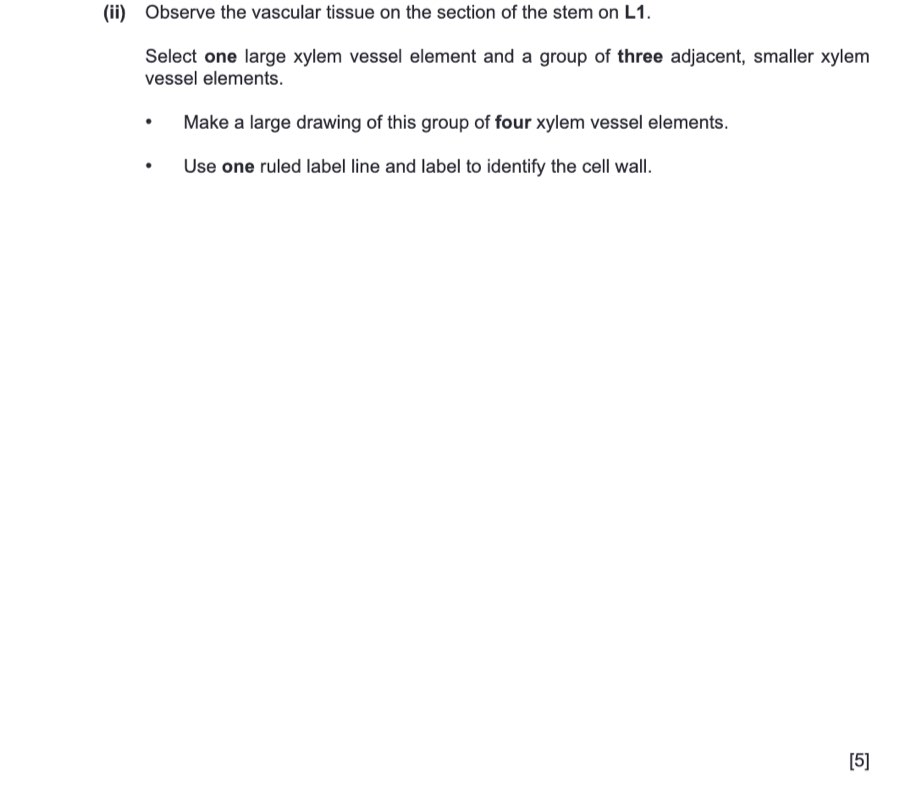 (ii) Observe the vascular tissue on the section of the stem on L1.
Select one large xylem vessel element and a group of three adjacent, smaller xylem
vessel elements.
• Make a large drawing of this group of four xylem vessel elements.
• Use one ruled label line and label to identify the cell wall.
[5]